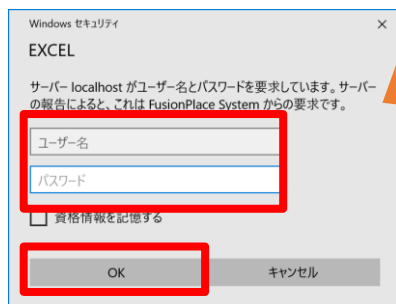 Windows セキュリティ
EXCEL
サーバー localhost がユーザー名とパスワードを要求しています。サーバー
の報告によると、これは FusionPlace System からの要求です。
ユーザー名
パスワード
資格情報を記憶する
OK キャンセル